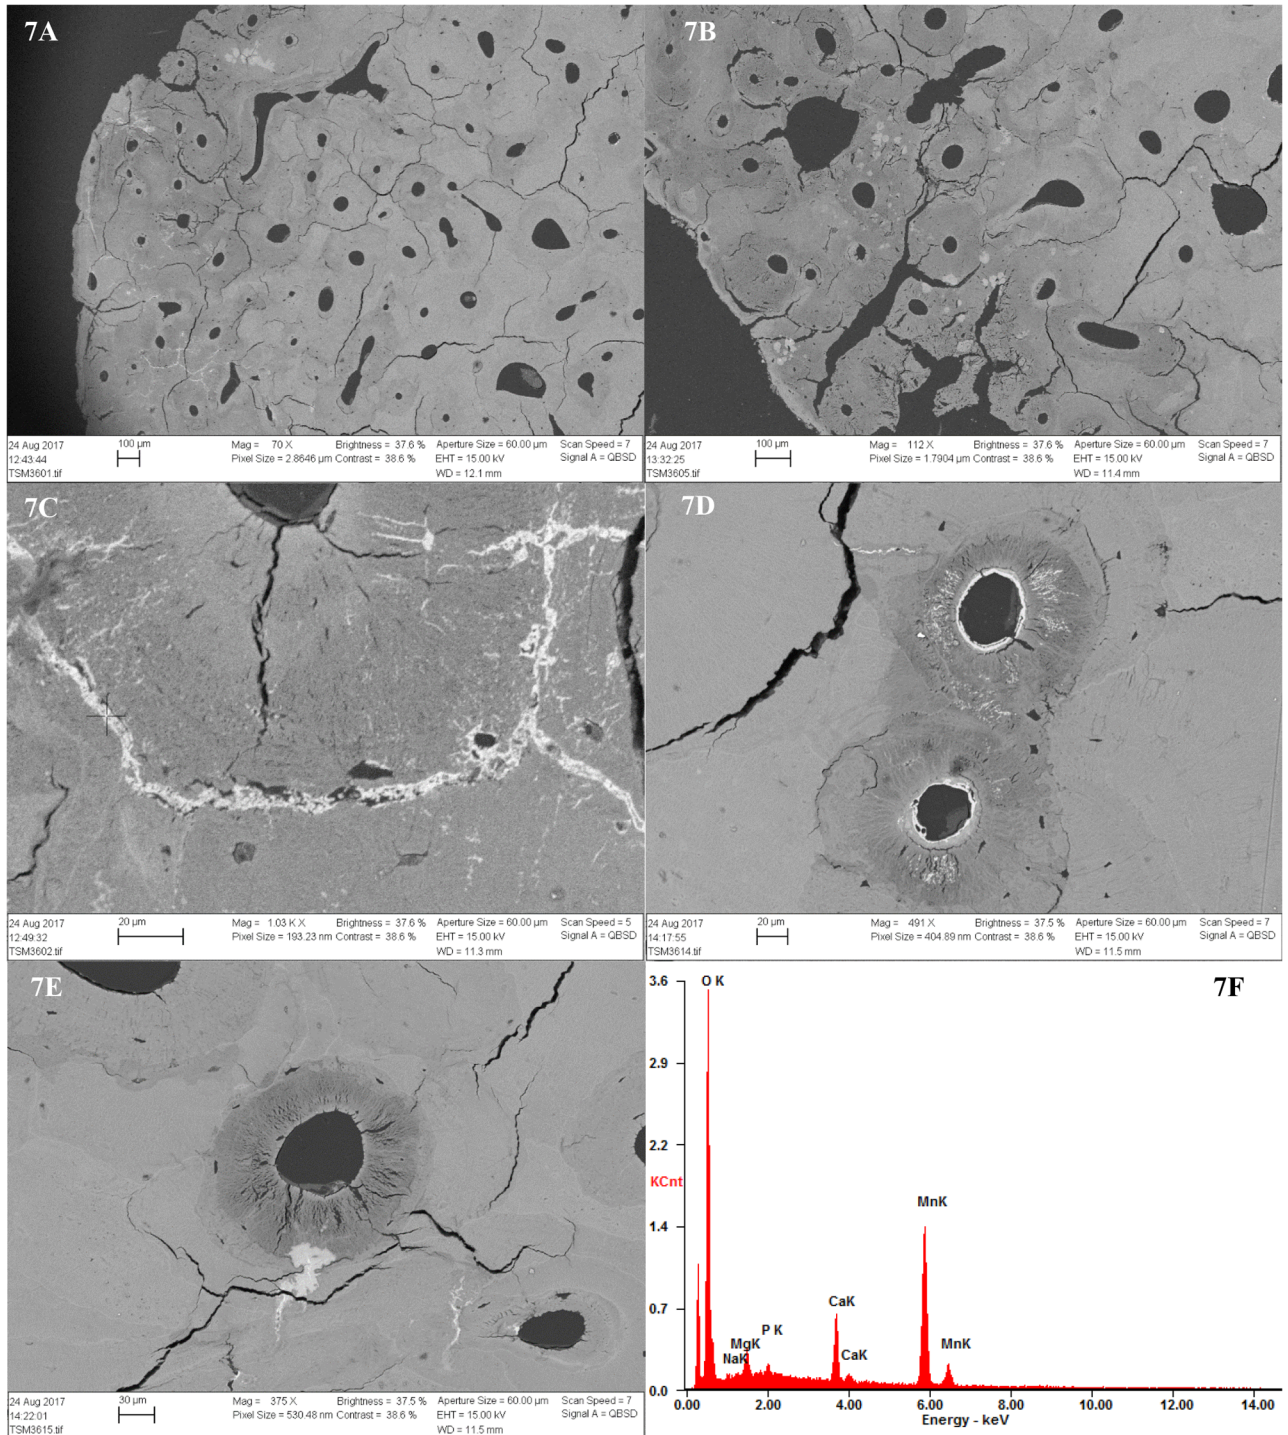 7A
24 Aug 2017
12:43:44
TSM3601.tif
100 µm
Mag = 70 X
Pixel Size = 2.8646 µm
Brightness = 37.6 %
Contrast = 38.6 %
Aperture Size = 60.00 µm
EHT = 15.00 kV
WD = 12.1 mm
Scan Speed = 7
Signal A = QBSD
7B
24 Aug 2017
13:32:25
TSM3605.tif
100 µm
Mag = 112 X
Pixel Size = 1.7904 µm
Brightness = 37.6 %
Contrast = 38.6 %
Aperture Size = 60.00 µm
EHT = 15.00 kV
WD = 11.4 mm
Scan Speed = 7
Signal A = QBSD
7C
24 Aug 2017
12:49:32
TSM3602.tif
20 µm
Mag = 1.03 K X
Pixel Size = 193.23 nm
Brightness = 37.6 %
Contrast = 38.6 %
Aperture Size = 60.00 µm
EHT = 15.00 kV
WD = 11.3 mm
Scan Speed = 5
Signal A = QBSD
7D
24 Aug 2017
14:17:55
TSM3614.tif
20 µm
Mag = 491 X
Pixel Size = 404.89 nm
Brightness = 37.5 %
Contrast = 38.6 %
Aperture Size = 60.00 µm
EHT = 15.00 kV
WD = 11.5 mm
Scan Speed = 7
Signal A = QBSD
7E
24 Aug 2017
14:22:01
TSM3615.tif
30 µm
Mag = 375 X
Pixel Size = 530.48 nm
Brightness = 37.5 %
Contrast = 38.6 %
Aperture Size = 60.00 µm
EHT = 15.00 kV
WD = 11.5 mm
Scan Speed = 7
Signal A = QBSD
7F
3.6
2.9
2.2
KCnt
1.4
0.7
0.0
O K
NaK
MgK
P K
CaK
CaK
MnK
MnK
0.00 2.00 4.00 6.00 8.00 10.00 12.00 14.00
Energy - keV